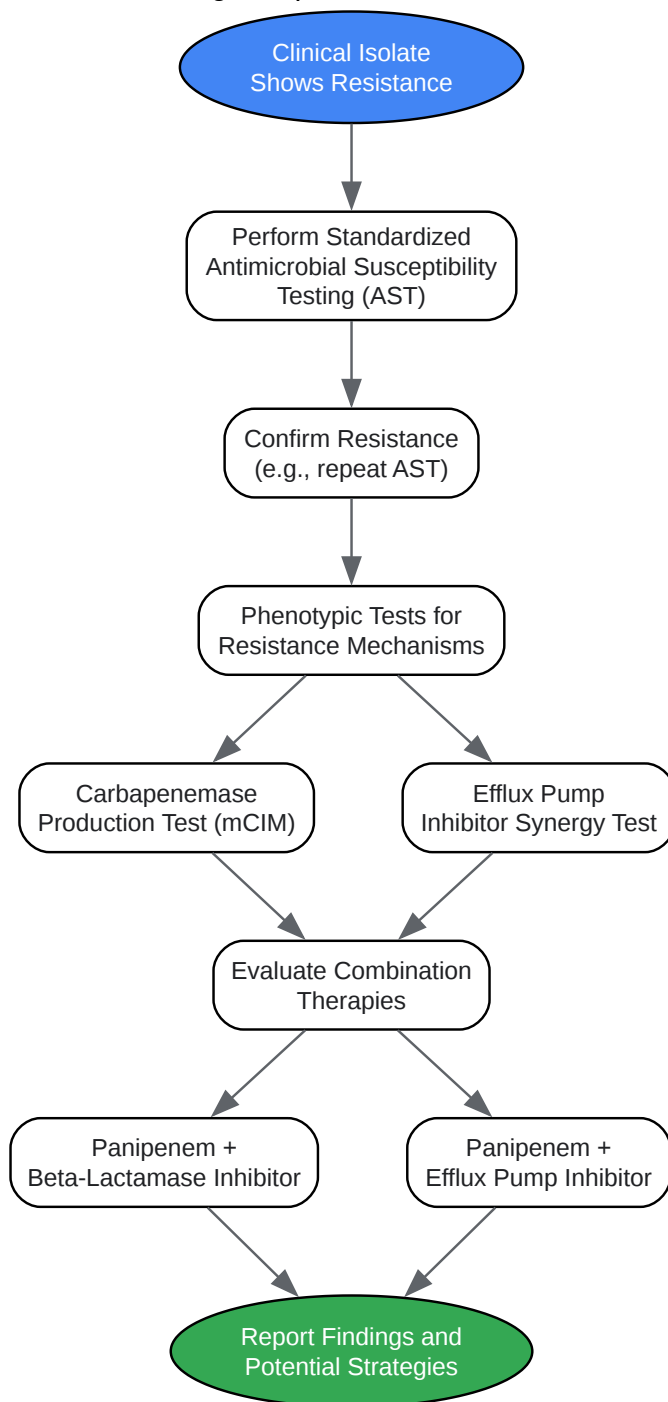 Clinical Isolate
Shows Resistance
Perform Standardized
Antimicrobial Susceptibility
Testing (AST)
Confirm Resistance
(e.g., repeat AST)
Phenotypic Tests for
Resistance Mechanisms
Carbapenemase
Production Test (mCIM)
Efflux Pump
Inhibitor Synergy Test
Evaluate Combination
Therapies
Panipenem +
Beta-Lactamase Inhibitor
Panipenem +
Efflux Pump Inhibitor
Report Findings and
Potential Strategies